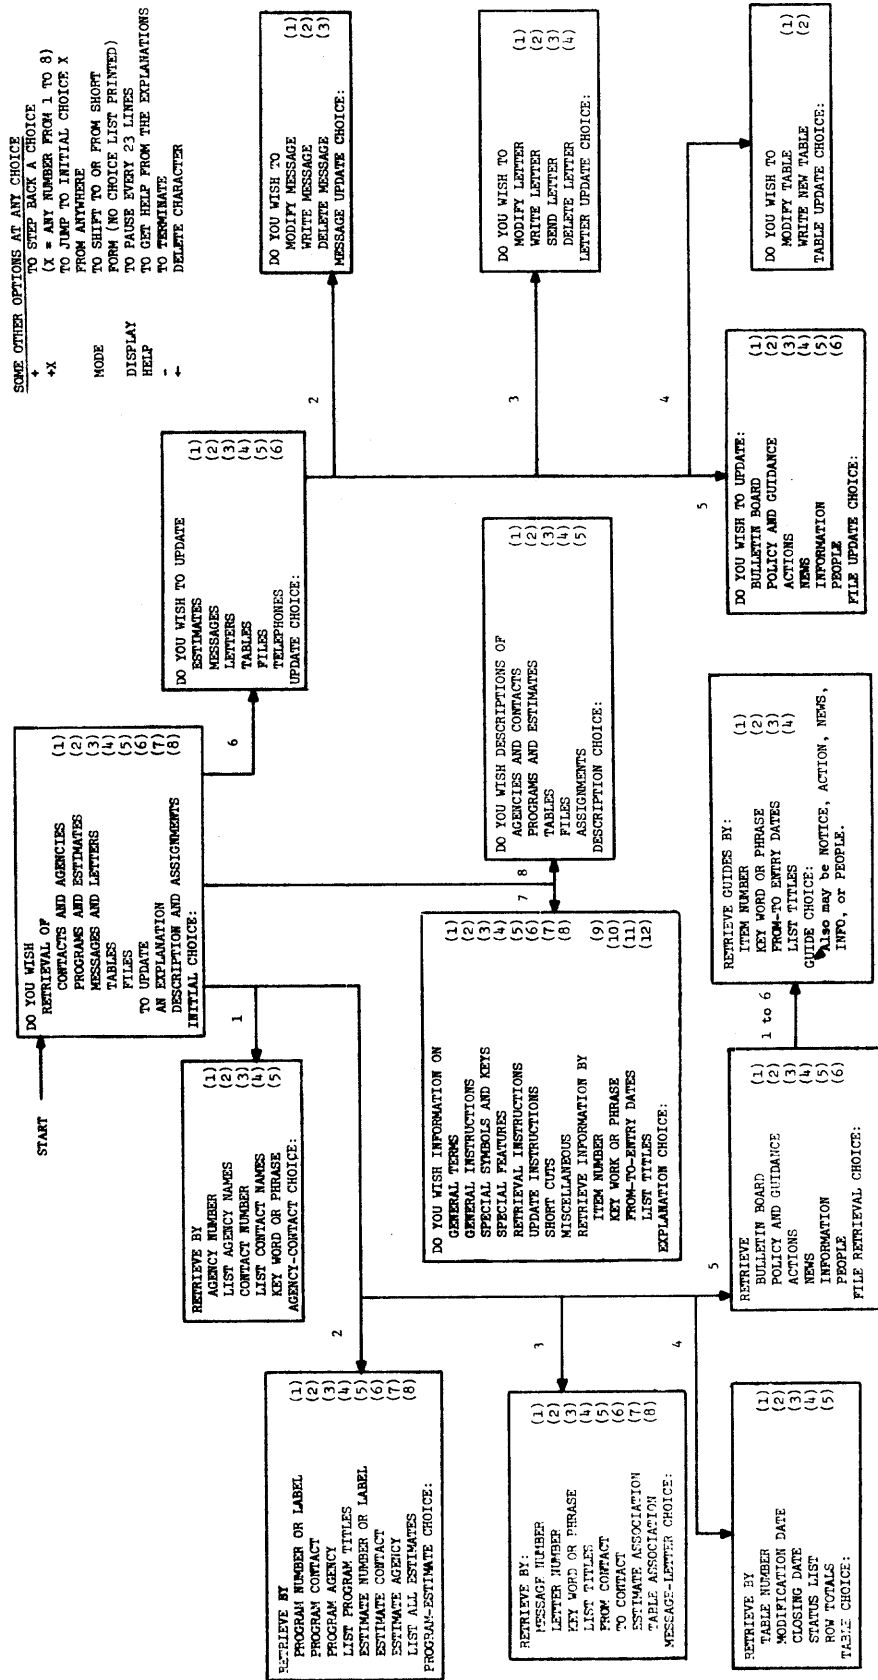 SOME OTHER OPTIONS AT ANY CHOICE
+ TO STEP BACK A CHOICE
+X (X = ANY NUMBER FROM 1 TO 8)
TO JUMP TO INITIAL CHOICE X
FROM ANYWHERE
MODE TO SHIFT TO OR FROM SHORT
FORM (NO CHOICE LIST PRINTED)
DISPLAY TO PAUSE EVERY 23 LINES
HELP TO GET HELP FROM THE EXPLANATIONS
- TO TERMINATE
← DELETE CHARACTER
START
DO YOU WISH
RETRIEVAL OF
CONTACTS AND AGENCIES (1)
PROGRAMS AND ESTIMATES (2)
MESSAGES AND LETTERS (3)
TABLES (4)
FILES (5)
TO UPDATE (6)
AN EXPLANATION (7)
DESCRIPTION AND ASSIGNMENTS (8)
INITIAL CHOICE:
1
RETRIEVE BY
AGENCY NUMBER (1)
LIST AGENCY NAMES (2)
CONTACT NUMBER (3)
LIST CONTACT NAMES (4)
KEY WORD OR PHRASE (5)
AGENCY-CONTACT CHOICE:
2
RETRIEVE BY
PROGRAM NUMBER OR LABEL (1)
PROGRAM CONTACT (2)
PROGRAM AGENCY (3)
LIST PROGRAM TITLES (4)
ESTIMATE NUMBER OR LABEL (5)
ESTIMATE CONTACT (6)
ESTIMATE AGENCY (7)
LIST ALL ESTIMATES (8)
PROGRAM-ESTIMATE CHOICE:
3
RETRIEVE BY:
MESSAGE NUMBER (1)
LETTER NUMBER (2)
KEY WORD OR PHRASE (3)
LIST TITLES (4)
FROM CONTACT (5)
TO CONTACT (6)
ESTIMATE ASSOCIATION (7)
TABLE ASSOCIATION (8)
MESSAGE-LETTER CHOICE:
4
RETRIEVE BY
TABLE NUMBER (1)
MODIFICATION DATE (2)
CLOSING DATE (3)
STATUS LIST (4)
ROW TOTALS (5)
TABLE CHOICE:
5
RETRIEVE
BULLETIN BOARD (1)
POLICY AND GUIDANCE (2)
ACTIONS (3)
NEWS (4)
INFORMATION (5)
PEOPLE (6)
FILE RETRIEVAL CHOICE:
1 to 6
RETRIEVE GUIDES BY:
ITEM NUMBER (1)
KEY WORD OR PHRASE (2)
FROM-TO ENTRY DATES (3)
LIST TITLES (4)
GUIDE CHOICE:
Also may be NOTICE, ACTION, NEWS,
INFO, or PEOPLE.
7
DO YOU WISH INFORMATION ON
GENERAL TERMS (1)
GENERAL INSTRUCTIONS (2)
SPECIAL SYMBOLS AND KEYS (3)
SPECIAL FEATURES (4)
RETRIEVAL INSTRUCTIONS (5)
UPDATE INSTRUCTIONS (6)
SHORT CUTS (7)
MISCELLANEOUS (8)
RETRIEVE INFORMATION BY
ITEM NUMBER (9)
KEY WORK OR PHRASE (10)
FROM-TO-ENTRY DATES (11)
LIST TITLES (12)
EXPLANATION CHOICE:
8
DO YOU WISH DESCRIPTIONS OF
AGENCIES AND CONTACTS (1)
PROGRAMS AND ESTIMATES (2)
TABLES (3)
FILES (4)
ASSIGNMENTS (5)
DESCRIPTION CHOICE:
6
DO YOU WISH TO UPDATE
ESTIMATES (1)
MESSAGES (2)
LETTERS (3)
TABLES (4)
FILES (5)
TELEPHONES (6)
UPDATE CHOICE:
2
DO YOU WISH TO
MODIFY MESSAGE (1)
WRITE MESSAGE (2)
DELETE MESSAGE (3)
MESSAGE UPDATE CHOICE:
3
DO YOU WISH TO
MODIFY LETTER (1)
WRITE LETTER (2)
SEND LETTER (3)
DELETE LETTER (4)
LETTER UPDATE CHOICE:
4
DO YOU WISH TO
MODIFY TABLE (1)
WRITE NEW TABLE (2)
TABLE UPDATE CHOICE:
5
DO YOU WISH TO UPDATE:
BULLETIN BOARD (1)
POLICY AND GUIDANCE (2)
ACTIONS (3)
NEWS (4)
INFORMATION (5)
PEOPLE (6)
FILE UPDATE CHOICE: